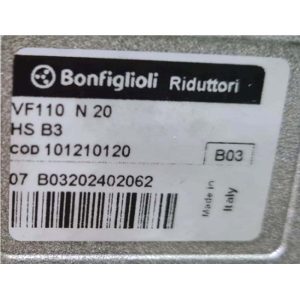 Bonfiglioli Riduttori
VF110 N 20
HS B3
COD 101210120
B03
07 B03202402062
Made in
Italy